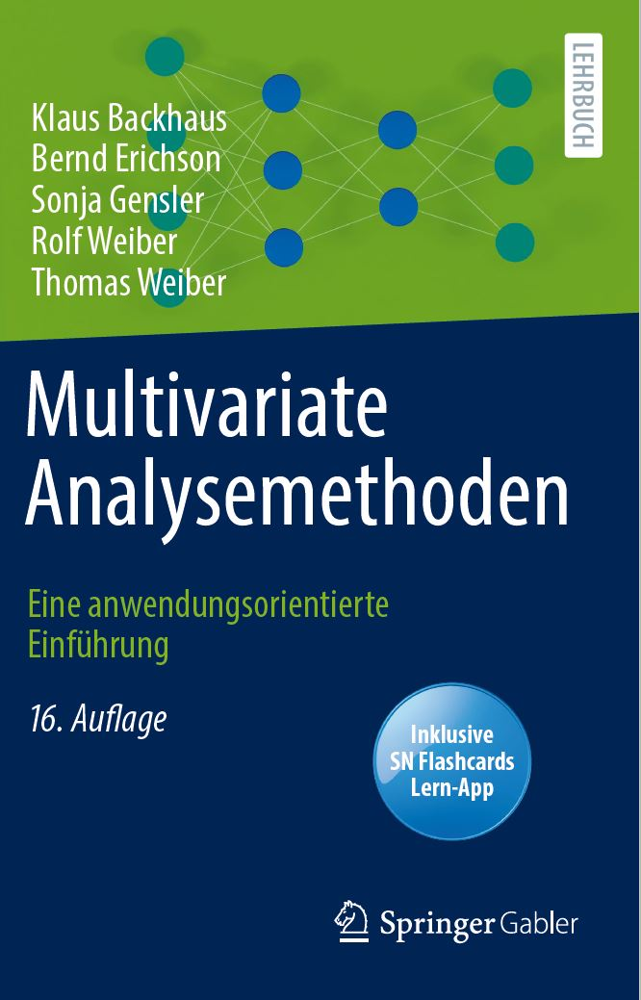 LEHRBUCH
Klaus Backhaus
Bernd Erichson
Sonja Gensler
Rolf Weiber
Thomas Weiber
Multivariate
Analysemethoden
Eine anwendungsorientierte
Einführung
16. Auflage
Inklusive
SN Flashcards
Lern-App
Springer Gabler